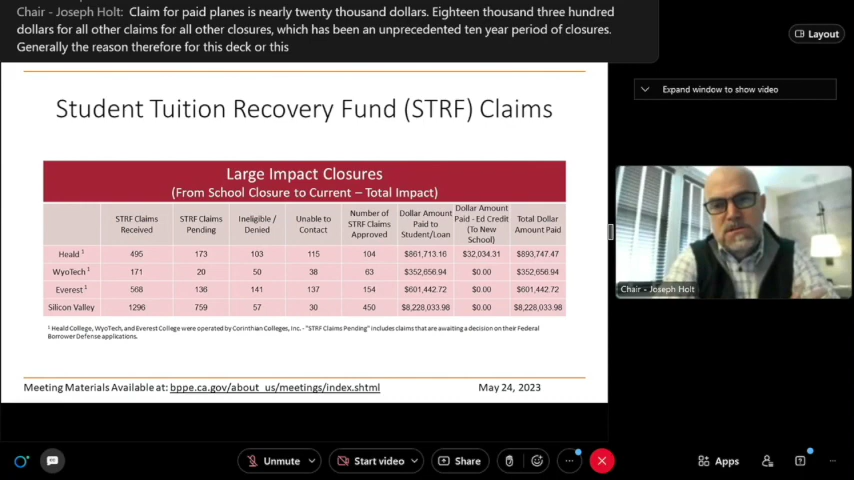 Chair - Joseph Holt: Claim for paid planes is nearly twenty thousand dollars. Eighteen thousand three hundred
dollars for all other claims for all other closures, which has been an unprecedented ten year period of closures.
Generally the reason therefore for this deck or this
Layout
Expand window to show video
Student Tuition Recovery Fund (STRF) Claims
Large Impact Closures
(From School Closure to Current – Total Impact)
STRF Claims Received STRF Claims Pending Ineligible / Denied Unable to Contact Number of STRF Claims Approved Dollar Amount Paid to Student/Loan Dollar Amount Paid - Ed Credit (To New School) Total Dollar Amount Paid
Heald ¹ 495 173 103 115 104 $861,713.16 $32,034.31 $893,747.47
WyoTech ¹ 171 20 50 38 63 $352,656.94 $0.00 $352,656.94
Everest ¹ 568 136 141 137 154 $601,442.72 $0.00 $601,442.72
Silicon Valley 1296 759 57 30 450 $8,228,033.98 $0.00 $8,228,033.98
¹ Heald College, WyoTech, and Everest College were operated by Corinthian Colleges, Inc. - "STRF Claims Pending" includes claims that are awaiting a decision on their Federal
Borrower Defense applications.
Chair - Joseph Holt
Meeting Materials Available at: bppe.ca.gov/about_us/meetings/index.shtml May 24, 2023
Unmute Start video Share Apps